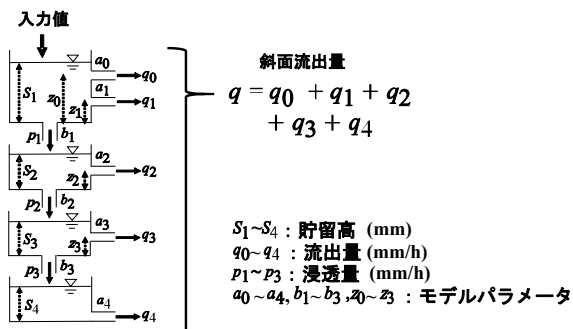 入力値
a0
q0
S1
z0
a1
z1
q1
p1
b1
S2
a2
z2
q2
p2
b2
S3
a3
z3
q3
p3
b3
S4
a4
q4
斜面流出量
q = q0 + q1 + q2
+ q3 + q4
S1~S4 : 貯留高 (mm)
q0~ q4 : 流出量 (mm/h)
p1~p3 : 浸透量 (mm/h)
a0 ~ a4, b1~ b3 ,z0~ z3 : モデルパラメータ